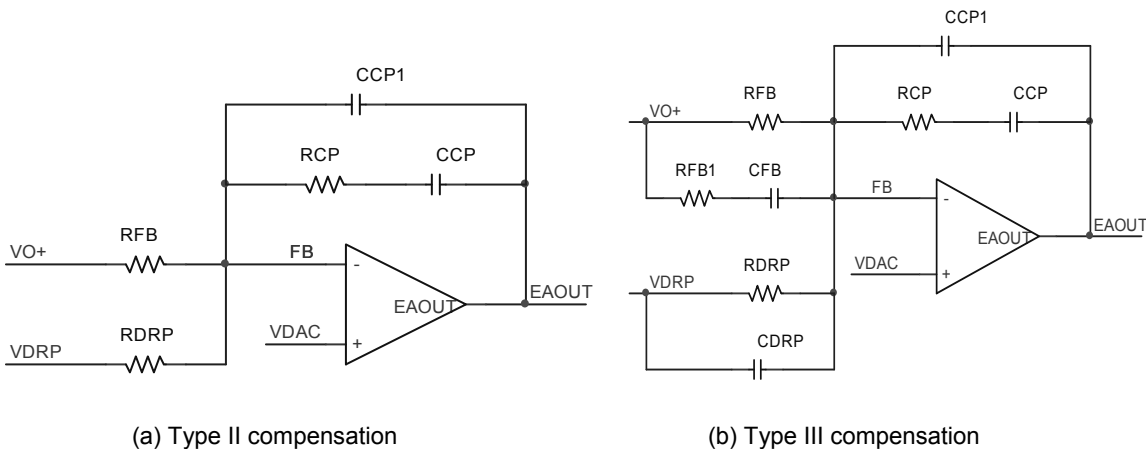 CCP1
RCP
CCP
VO+
RFB
FB
EAOUT
EAOUT
VDRP
RDRP
VDAC
-
+
(a) Type II compensation
CCP1
VO+
RFB
RCP
CCP
RFB1
CFB
FB
-
EAOUT
EAOUT
VDRP
RDRP
VDAC
+
CDRP
(b) Type III compensation